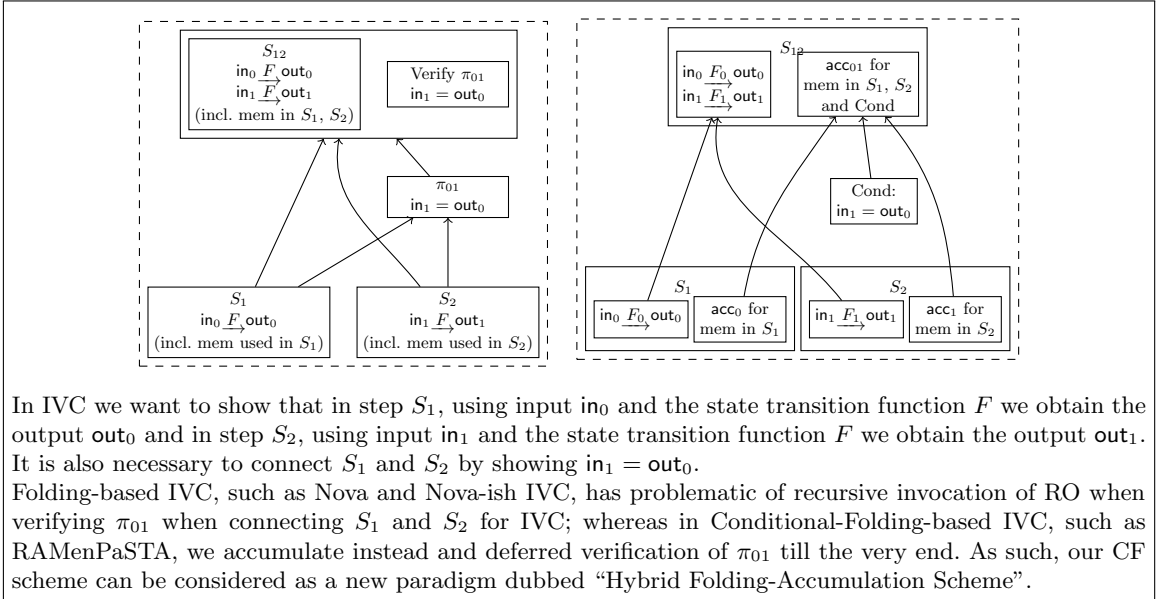 S₁₂
in₀ F→ out₀
in₁ F→ out₁
(incl. mem in S₁, S₂)
Verify π₀₁
in₁ = out₀
π₀₁
in₁ = out₀
S₁
in₀ F→ out₀
(incl. mem used in S₁)
S₂
in₁ F→ out₁
(incl. mem used in S₂)
S₁₂
in₀ F₀→ out₀
in₁ F₁→ out₁
acc₀₁ for
mem in S₁, S₂
and Cond
Cond:
in₁ = out₀
S₁
in₀ F₀→ out₀
acc₀ for
mem in S₁
S₂
in₁ F₁→ out₁
acc₁ for
mem in S₂
In IVC we want to show that in step S₁, using input in₀ and the state transition function F we obtain the
output out₀ and in step S₂, using input in₁ and the state transition function F we obtain the output out₁.
It is also necessary to connect S₁ and S₂ by showing in₁ = out₀.
Folding-based IVC, such as Nova and Nova-ish IVC, has problematic of recursive invocation of RO when
verifying π₀₁ when connecting S₁ and S₂ for IVC; whereas in Conditional-Folding-based IVC, such as
RAMenPaSTA, we accumulate instead and deferred verification of π₀₁ till the very end. As such, our CF
scheme can be considered as a new paradigm dubbed “Hybrid Folding-Accumulation Scheme”.